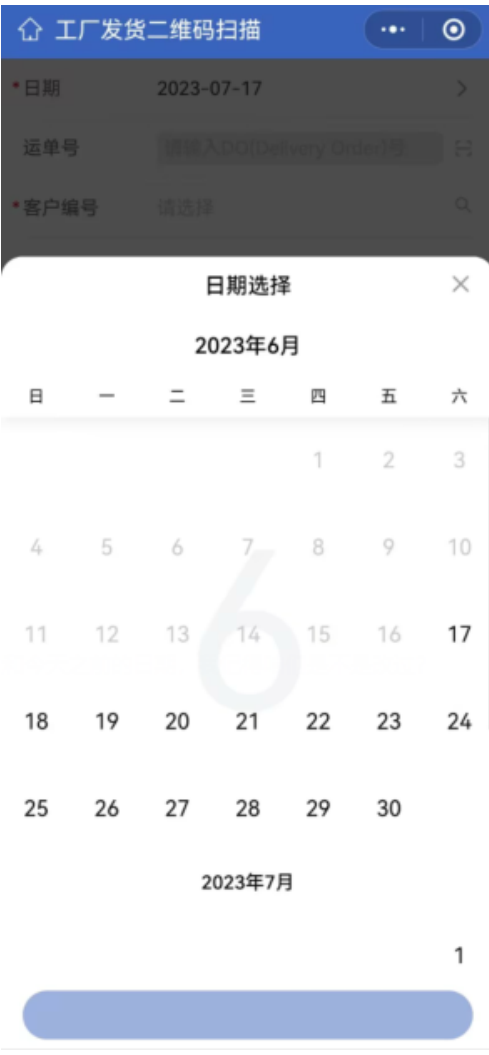 工厂发货二维码扫描
*日期 2023-07-17
运单号 请输入DO(Delivery Order)号
*客户编号 请选择
日期选择
2023年6月
日 一 二 三 四 五 六
1 2 3
4 5 6 7 8 9 10
11 12 13 14 15 16 17
6
18 19 20 21 22 23 24
25 26 27 28 29 30
2023年7月
1